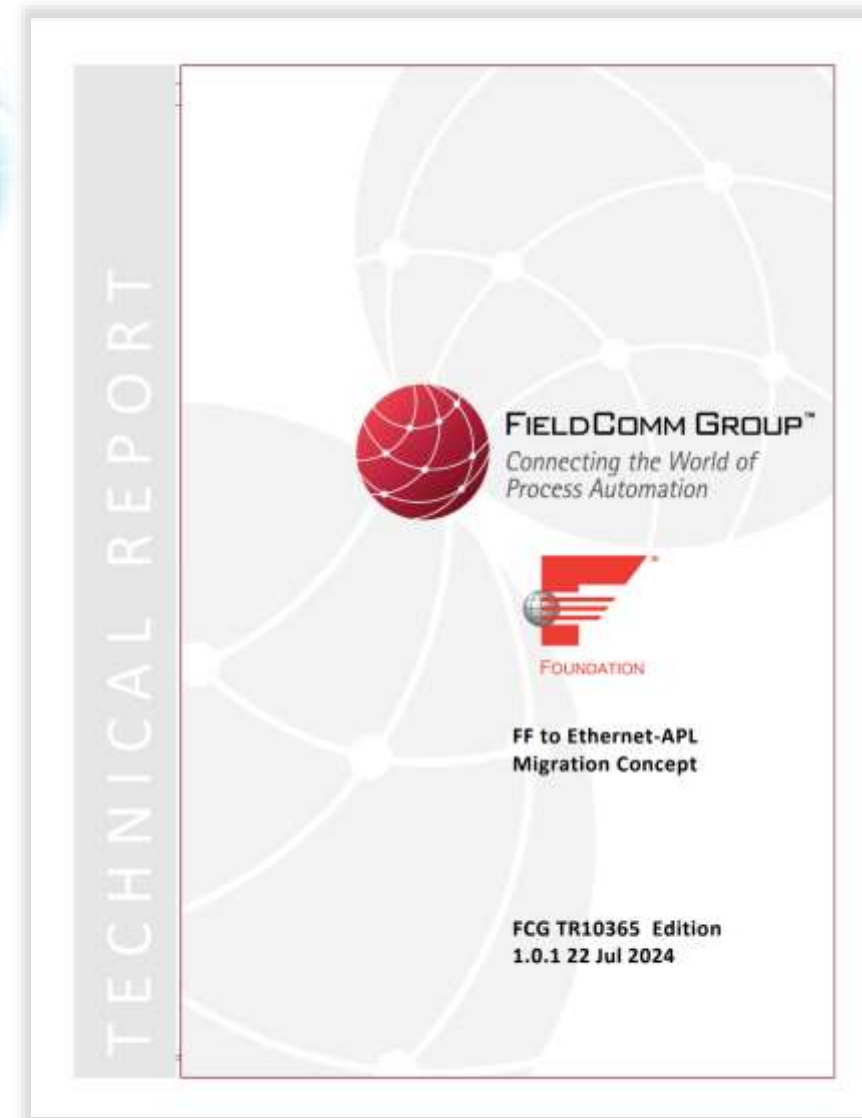 TECHNICAL REPORT
FIELDCOMM GROUP™
Connecting the World of
Process Automation
FOUNDATION
FF to Ethernet-APL
Migration Concept
FCG TR10365 Edition
1.0.1 22 Jul 2024